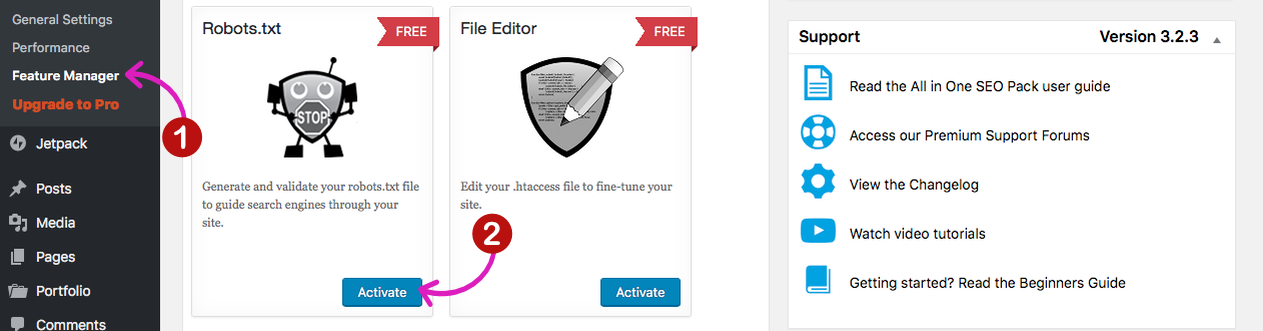 General Settings
Performance
Feature Manager
Upgrade to Pro
Jetpack
Posts
Media
Pages
Portfolio
Comments
1
Robots.txt
FREE
STOP
Generate and validate your robots.txt file
to guide search engines through your
site.
Activate
2
File Editor
FREE
Edit your .htaccess file to fine-tune your
site.
Activate
Support
Version 3.2.3
Read the All in One SEO Pack user guide
Access our Premium Support Forums
View the Changelog
Watch video tutorials
Getting started? Read the Beginners Guide